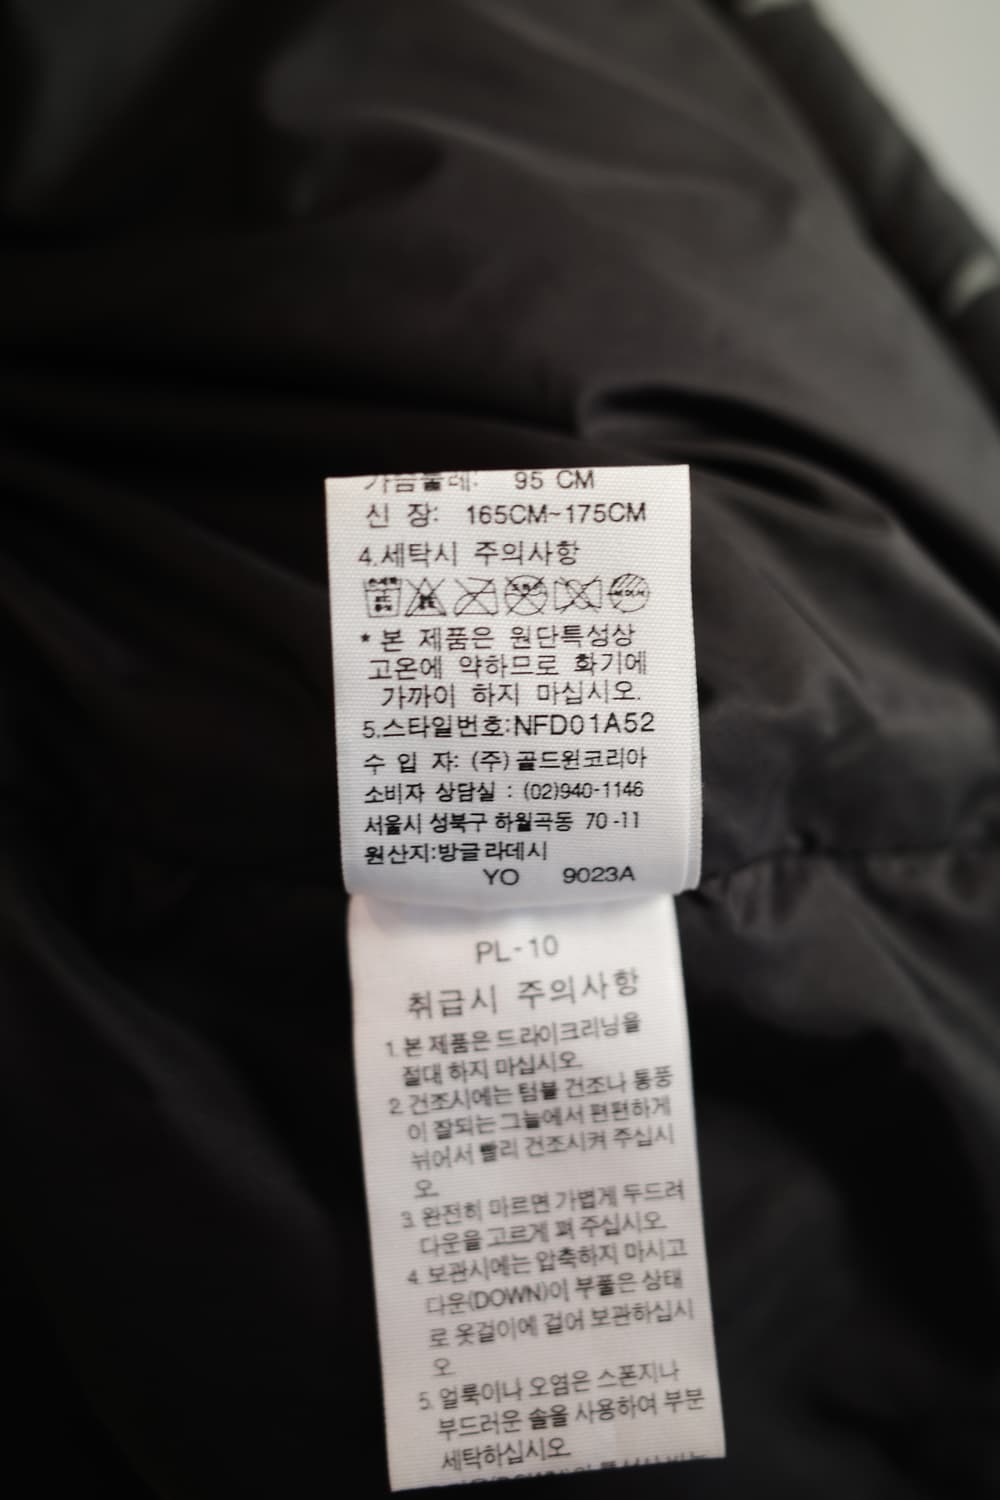 가슴둘레: 95 CM
신 장: 165CM~175CM
4.세탁시 주의사항
* 본 제품은 원단특성상
고온에 약하므로 화기에
가까이 하지 마십시오.
5.스타일번호:NFD01A52
수 입 자: (주)골드윈코리아
소비자 상담실 : (02)940-1146
서울시 성북구 하월곡동 70-11
원산지:방글라데시
YO 9023A
PL-10
취급시 주의사항
1. 본 제품은 드라이크리닝을
절대 하지 마십시오.
2. 건조시에는 텀블 건조나 통풍
이 잘되는 그늘에서 편편하게
뉘어서 빨리 건조시켜 주십시
오.
3. 완전히 마르면 가볍게 두드려
다운을 고르게 펴 주십시오.
4. 보관시에는 압축하지 마시고
다운(DOWN)이 부풀은 상태
로 옷걸이에 걸어 보관하십시
오.
5. 얼룩이나 오염은 스폰지나
부드러운 솔을 사용하여 부분
세탁하십시오.